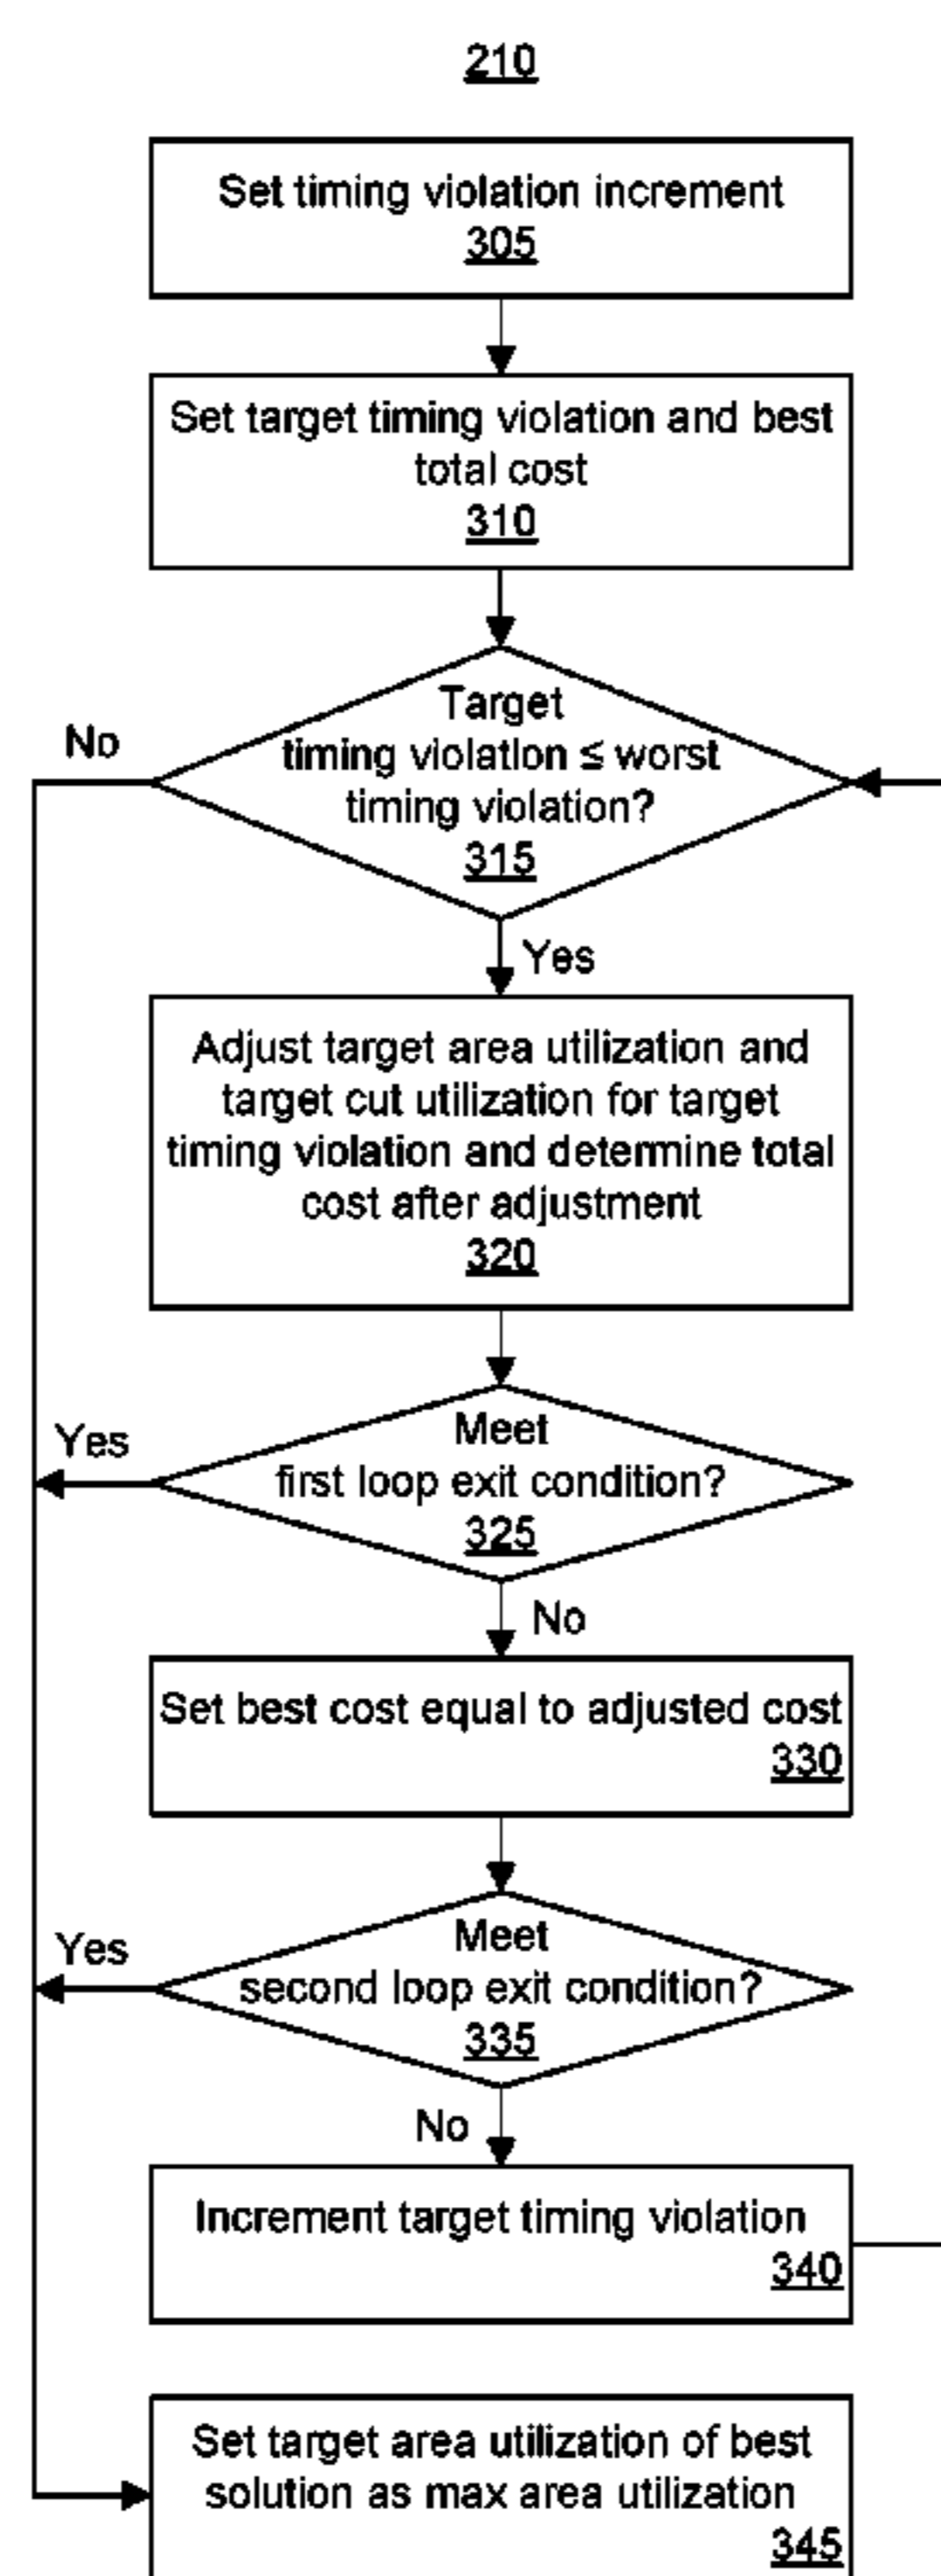 210
Set timing violation increment
305
Set target timing violation and best
total cost
310
Target
timing violation ≤ worst
timing violation?
315
No
Yes
Adjust target area utilization and
target cut utilization for target
timing violation and determine total
cost after adjustment
320
Meet
first loop exit condition?
325
Yes
No
Set best cost equal to adjusted cost
330
Meet
second loop exit condition?
335
Yes
No
Increment target timing violation
340
Set target area utilization of best
solution as max area utilization
345